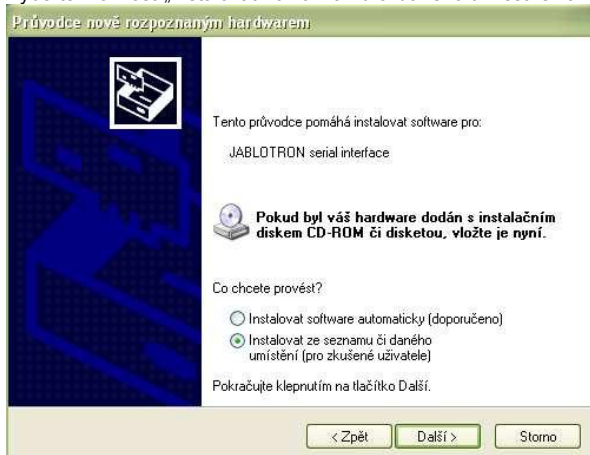 Průvodce nově rozpoznaným hardwarem
Tento průvodce pomáhá instalovat software pro:
JABLOTRON serial interface
Pokud byl váš hardware dodán s instalačním
diskem CD-ROM či disketou, vložte je nyní.
Co chcete provést?
Instalovat software automaticky (doporučeno)
Instalovat ze seznamu či daného
umístění (pro zkušené uživatele)
Pokračujte klepnutím na tlačítko Další.
< Zpět Další > Storno